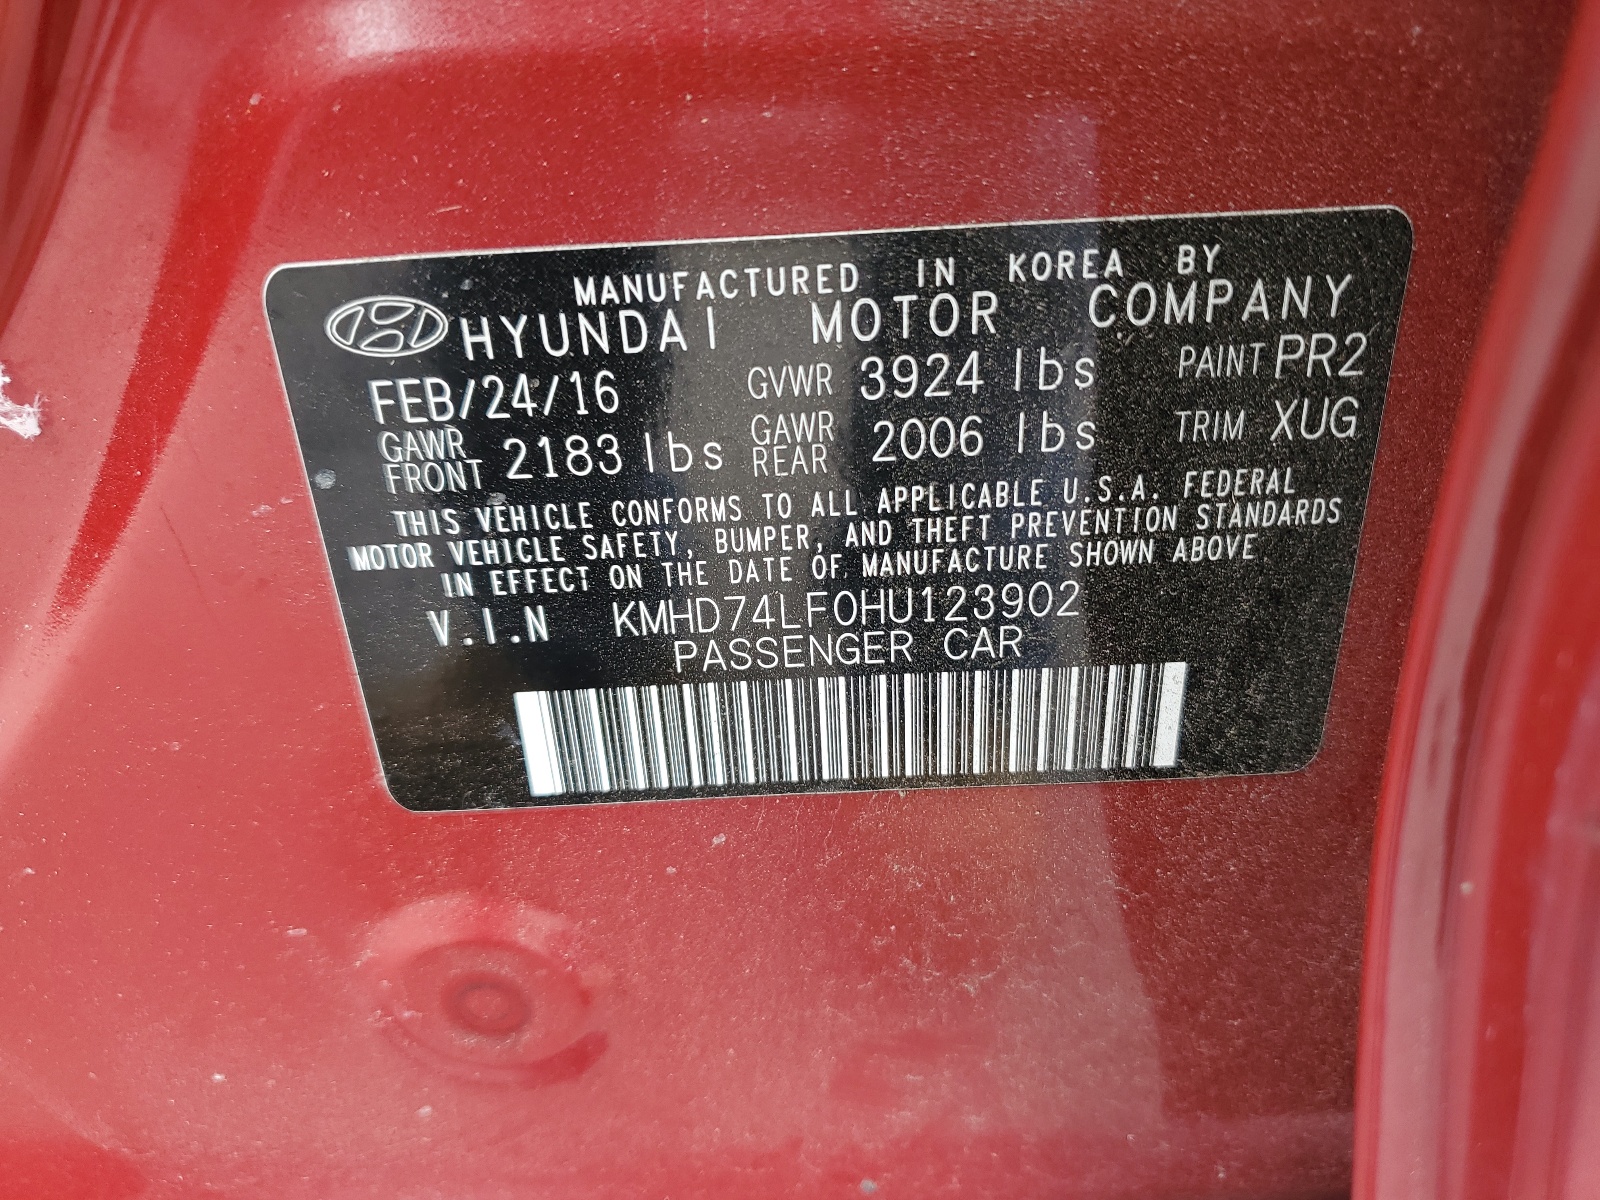 MANUFACTURED IN KOREA BY
HYUNDAI MOTOR COMPANY
FEB/24/16 GVWR 3924 lbs PAINT PR2
GAWR FRONT 2183 lbs GAWR REAR 2006 lbs TRIM XUG
THIS VEHICLE CONFORMS TO ALL APPLICABLE U.S.A. FEDERAL
MOTOR VEHICLE SAFETY, BUMPER, AND THEFT PREVENTION STANDARDS
IN EFFECT ON THE DATE OF MANUFACTURE SHOWN ABOVE
V.I.N KMHD74LF0HU123902
PASSENGER CAR